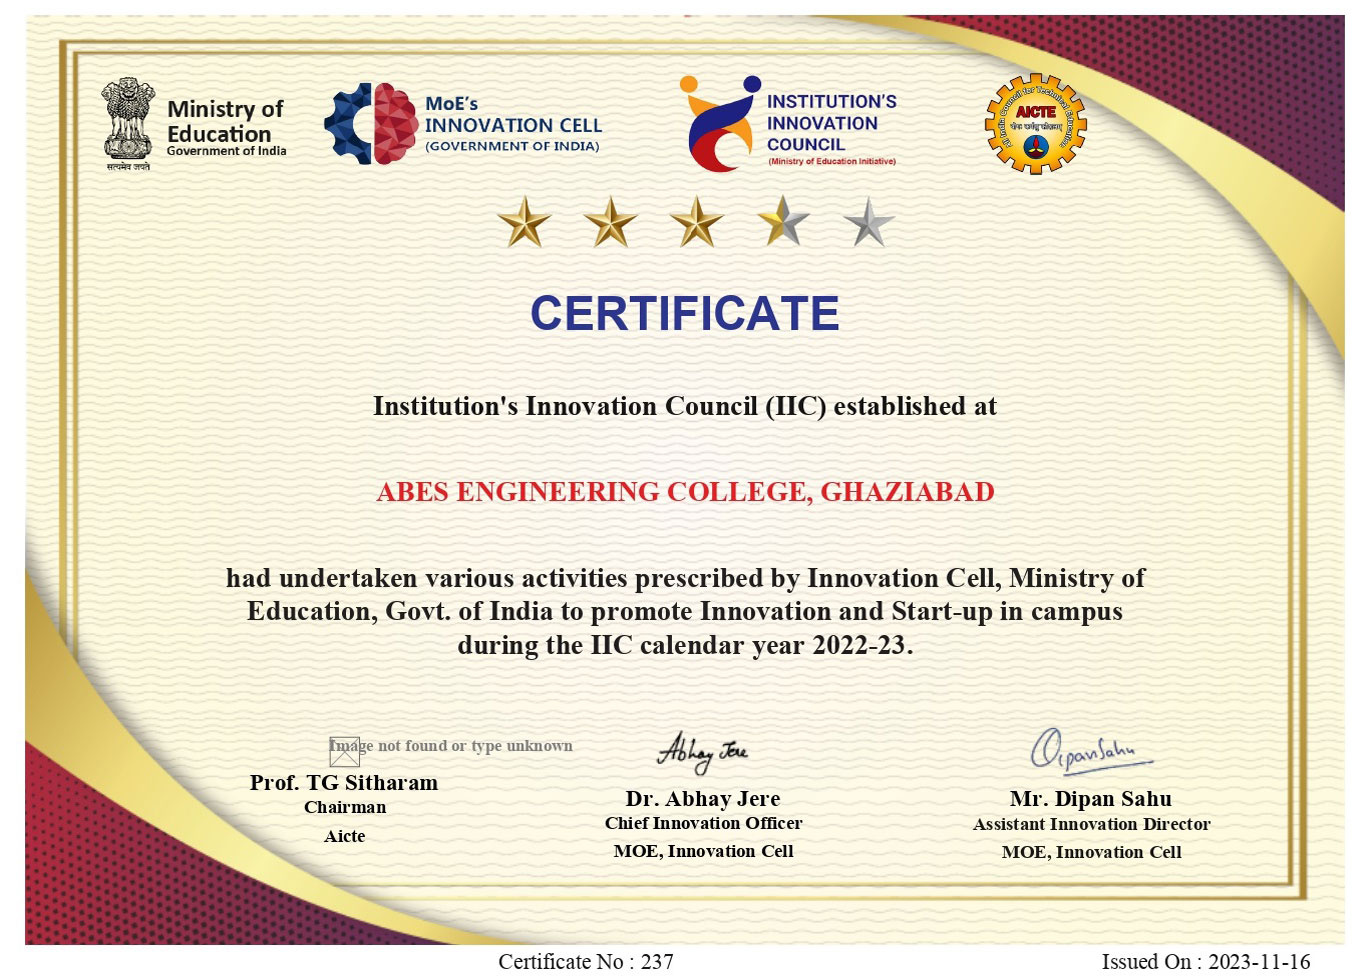 Ministry of
Education
Government of India
सत्यमेव जयते
MoE's
INNOVATION CELL
(GOVERNMENT OF INDIA)
INSTITUTION'S
INNOVATION
COUNCIL
(Ministry of Education Initiative)
All India Council for Technical Education
AICTE
CERTIFICATE
Institution's Innovation Council (IIC) established at
ABES ENGINEERING COLLEGE, GHAZIABAD
had undertaken various activities prescribed by Innovation Cell, Ministry of
Education, Govt. of India to promote Innovation and Start-up in campus
during the IIC calendar year 2022-23.
Image not found or type unknown
Prof. TG Sitharam
Chairman
Aicte
Abhay Jere
Dr. Abhay Jere
Chief Innovation Officer
MOE, Innovation Cell
DipanSahu
Mr. Dipan Sahu
Assistant Innovation Director
MOE, Innovation Cell
Certificate No : 237
Issued On : 2023-11-16